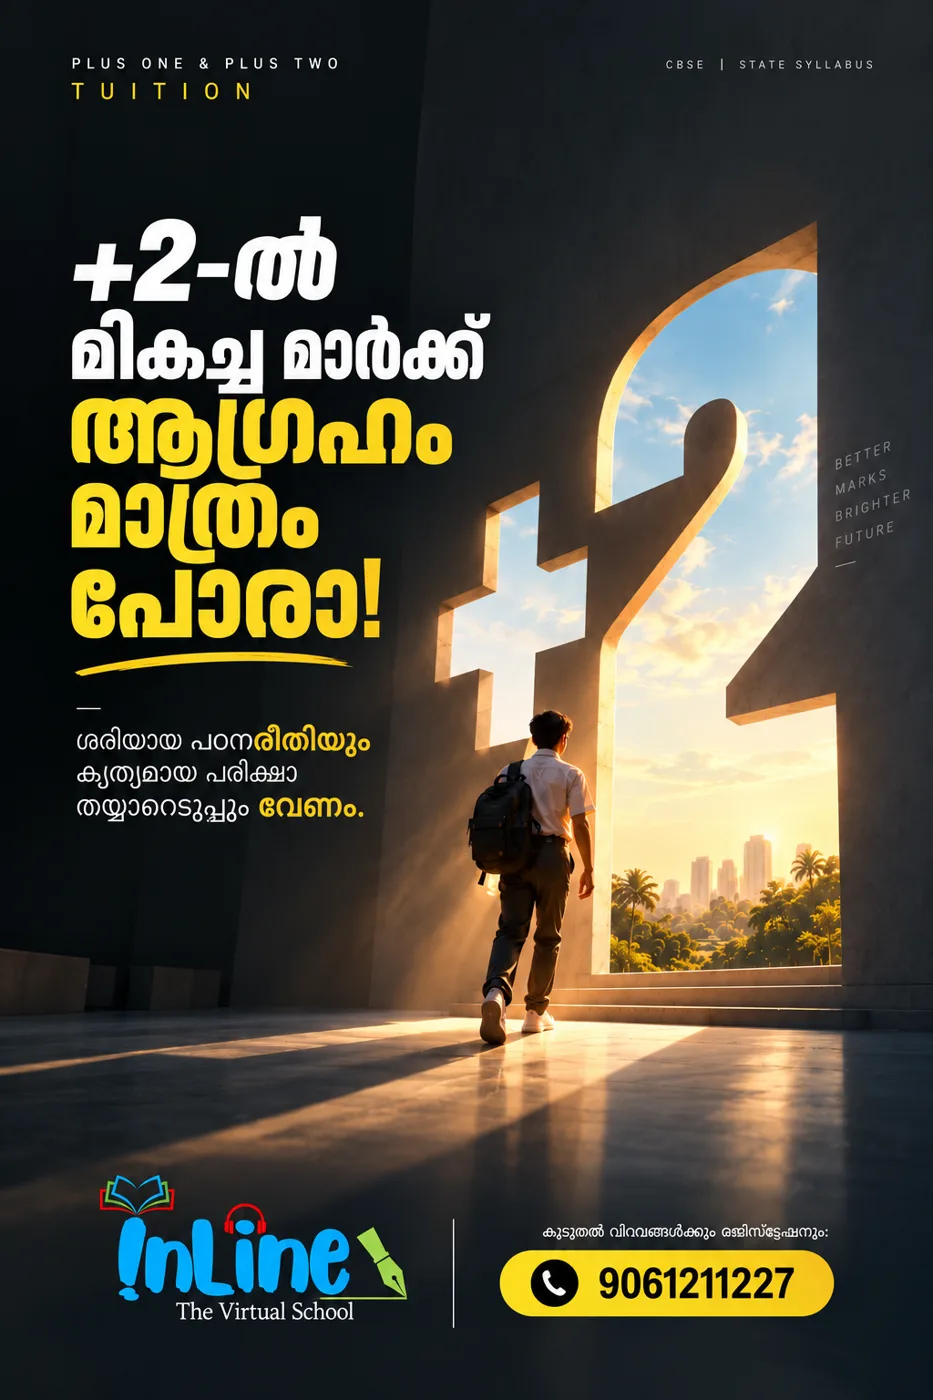 PLUS ONE & PLUS TWO
TUITION
CBSE | STATE SYLLABUS
+2-ൽ
മികച്ച മാർക്ക്
ആഗ്രഹം
മാത്രം
പോരാ!
+2
BETTER
MARKS
BRIGHTER
FUTURE
ശരിയായ പഠനരീതിയും
കൃത്യമായ പരിക്ഷാ
തയ്യാറെടുപ്പും വേണം.
InLine
The Virtual School
കൂടുതൽ വിവരങ്ങൾക്കും രജിസ്ട്രേഷനും:
9061211227